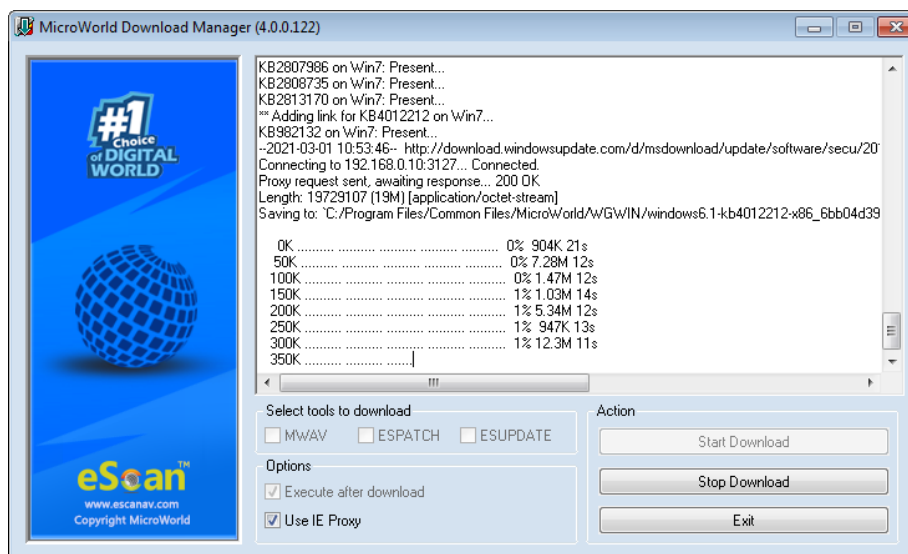 MicroWorld Download Manager (4.0.0.122)
#1
Choice
of DIGITAL
WORLD
eScan™
www.escanav.com
Copyright MicroWorld
KB2807986 on Win7: Present...
KB2808735 on Win7: Present...
KB2813170 on Win7: Present...
** Adding link for KB4012212 on Win7...
KB982132 on Win7: Present...
--2021-03-01 10:53:46-- http://download.windowsupdate.com/d/msdownload/update/software/secu/20
Connecting to 192.168.0.10:3127... Connected.
Proxy request sent, awaiting response... 200 OK
Length: 19729107 (19M) [application/octet-stream]
Saving to: `C:/Program Files/Common Files/MicroWorld/WGWIN/windows6.1-kb4012212-x86_6bb04d39
0K .......... .......... .......... .......... .......... 0% 904K 21s
50K .......... .......... .......... .......... .......... 0% 7.28M 12s
100K .......... .......... .......... .......... .......... 0% 1.47M 12s
150K .......... .......... .......... .......... .......... 1% 1.03M 14s
200K .......... .......... .......... .......... .......... 1% 5.34M 12s
250K .......... .......... .......... .......... .......... 1% 947K 13s
300K .......... .......... .......... .......... .......... 1% 12.3M 11s
350K .......... .......... ......
Select tools to download
MWAV ESPATCH ESUPDATE
Options
Execute after download
Use IE Proxy
Action
Start Download
Stop Download
Exit